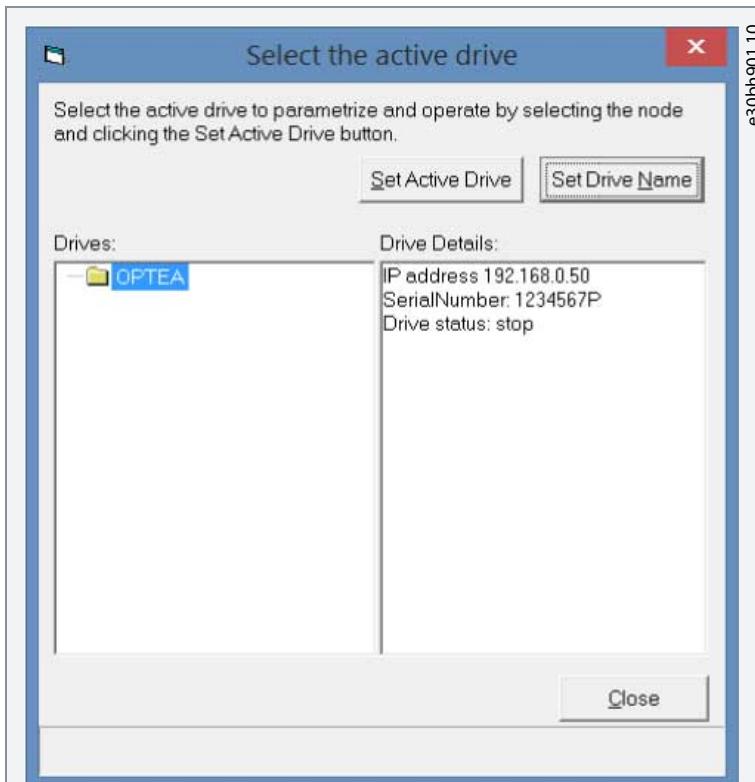 Select the active drive
Select the active drive to parametrize and operate by selecting the node
and clicking the Set Active Drive button.
Set Active Drive
Set Drive Name
Drives:
Drive Details:
OPTEA
IP address 192.168.0.50
SerialNumber: 1234567P
Drive status: stop
Close
e30bh901.10